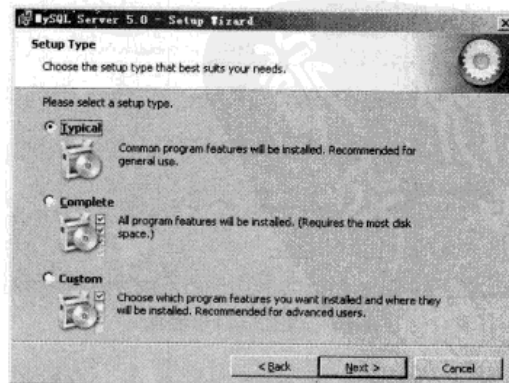 MySQL Server 5.0 - Setup Wizard
Setup Type
Choose the setup type that best suits your needs.
Please select a setup type.
Typical
Common program features will be installed. Recommended for
general use.
Complete
All program features will be installed. (Requires the most disk
space.)
Custom
Choose which program features you want installed and where they
will be installed. Recommended for advanced users.
< Back
Next >
Cancel